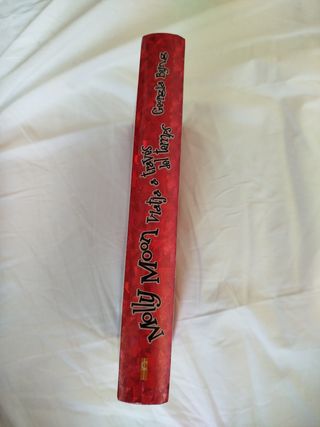 Molly Moon viaja a
través
del tiempo
Georgia Byng